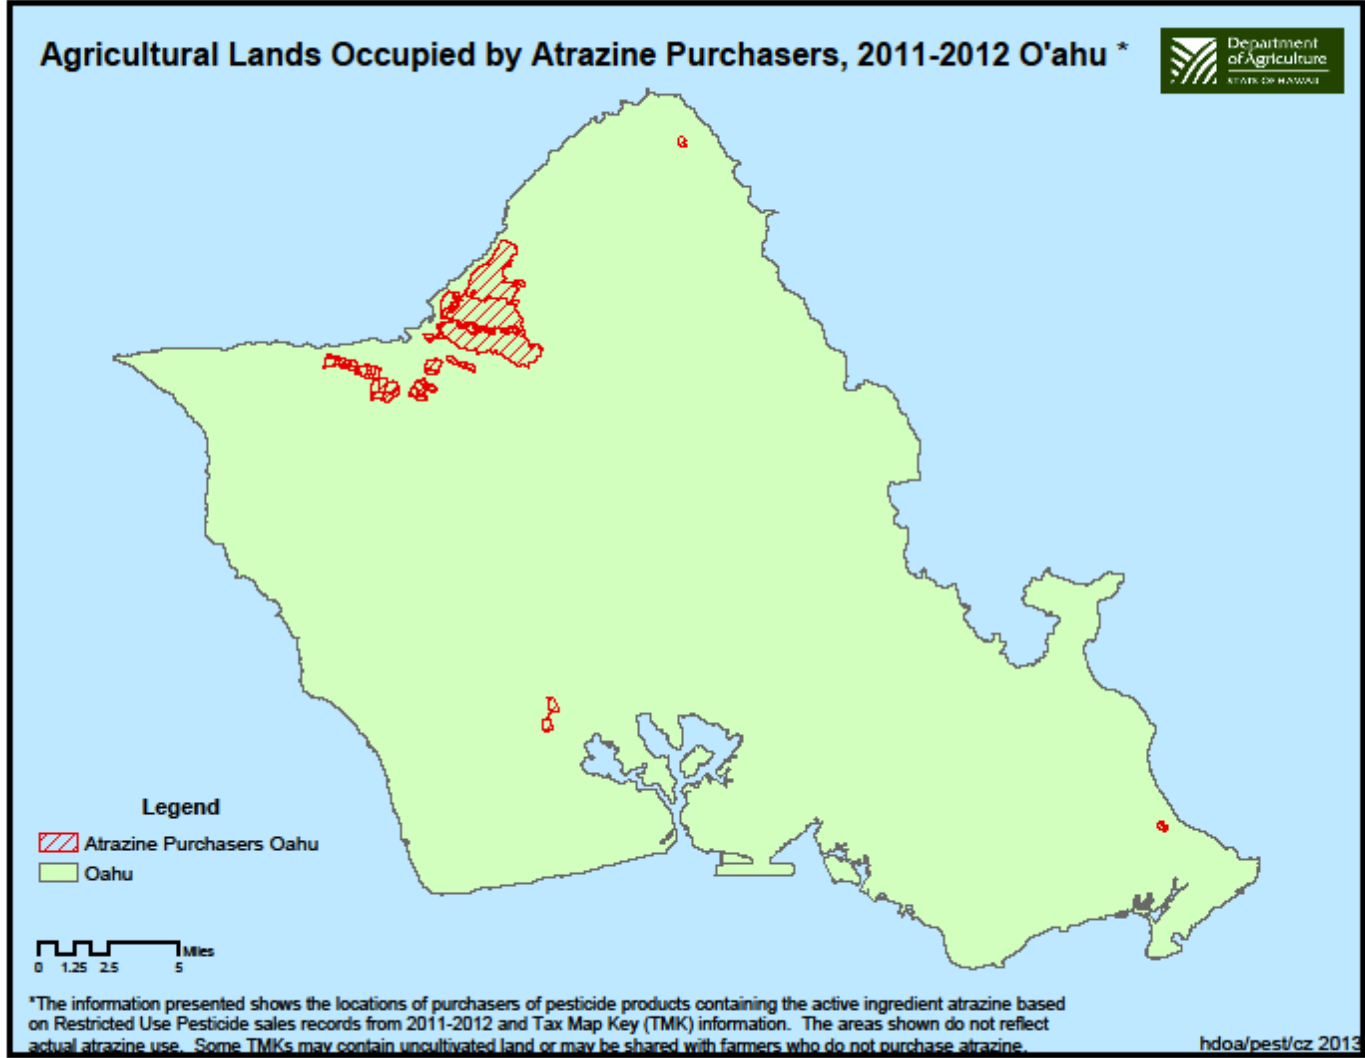 Agricultural Lands Occupied by Atrazine Purchasers, 2011-2012 O'ahu *
Department
of Agriculture
STATE OF HAWAII
Legend
Atrazine Purchasers Oahu
Oahu
Miles
0 1.25 2.5 5
*The information presented shows the locations of purchasers of pesticide products containing the active ingredient atrazine based
on Restricted Use Pesticide sales records from 2011-2012 and Tax Map Key (TMK) information. The areas shown do not reflect
actual atrazine use. Some TMKs may contain uncultivated land or may be shared with farmers who do not purchase atrazine.
hdoa/pest/cz 2013